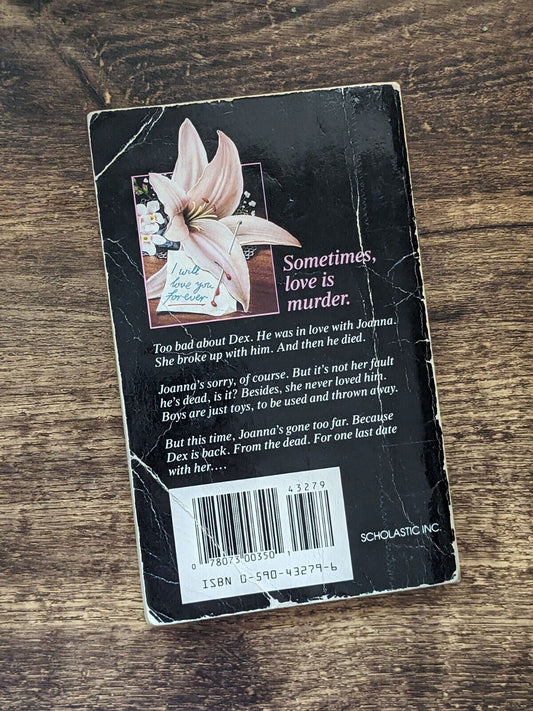 I will
love you
forever
Sometimes,
love is
murder.
Too bad about Dex. He was in love with Joanna.
She broke up with him. And then he died.
Joanna's sorry, of course. But it's not her fault
he's dead, is it? Besides, she never loved him.
Boys are just toys, to be used and thrown away.
But this time, Joanna's gone too far. Because
Dex is back. From the dead. For one last date
with her....
43279
0 78073 00350 1
ISBN 0-590-43279-6
SCHOLASTIC INC.